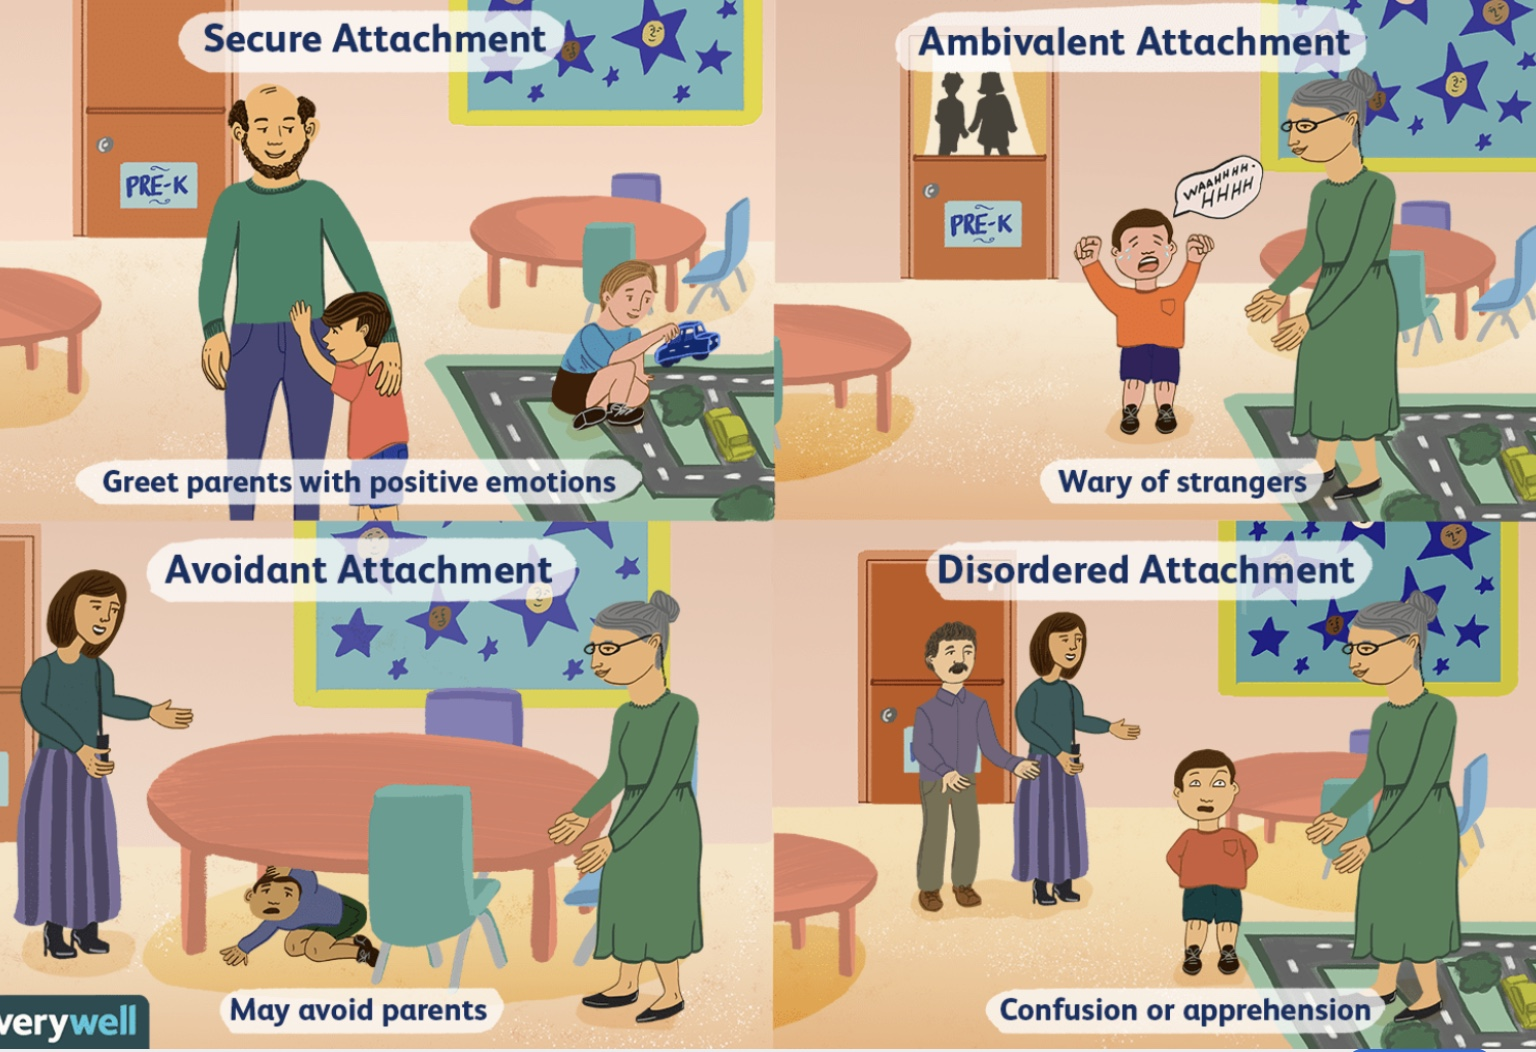 Secure Attachment
PRE-K
Greet parents with positive emotions
Ambivalent Attachment
WAAHHHH-
HHHH
PRE-K
Wary of strangers
Avoidant Attachment
May avoid parents
verywell
Disordered Attachment
Confusion or apprehension